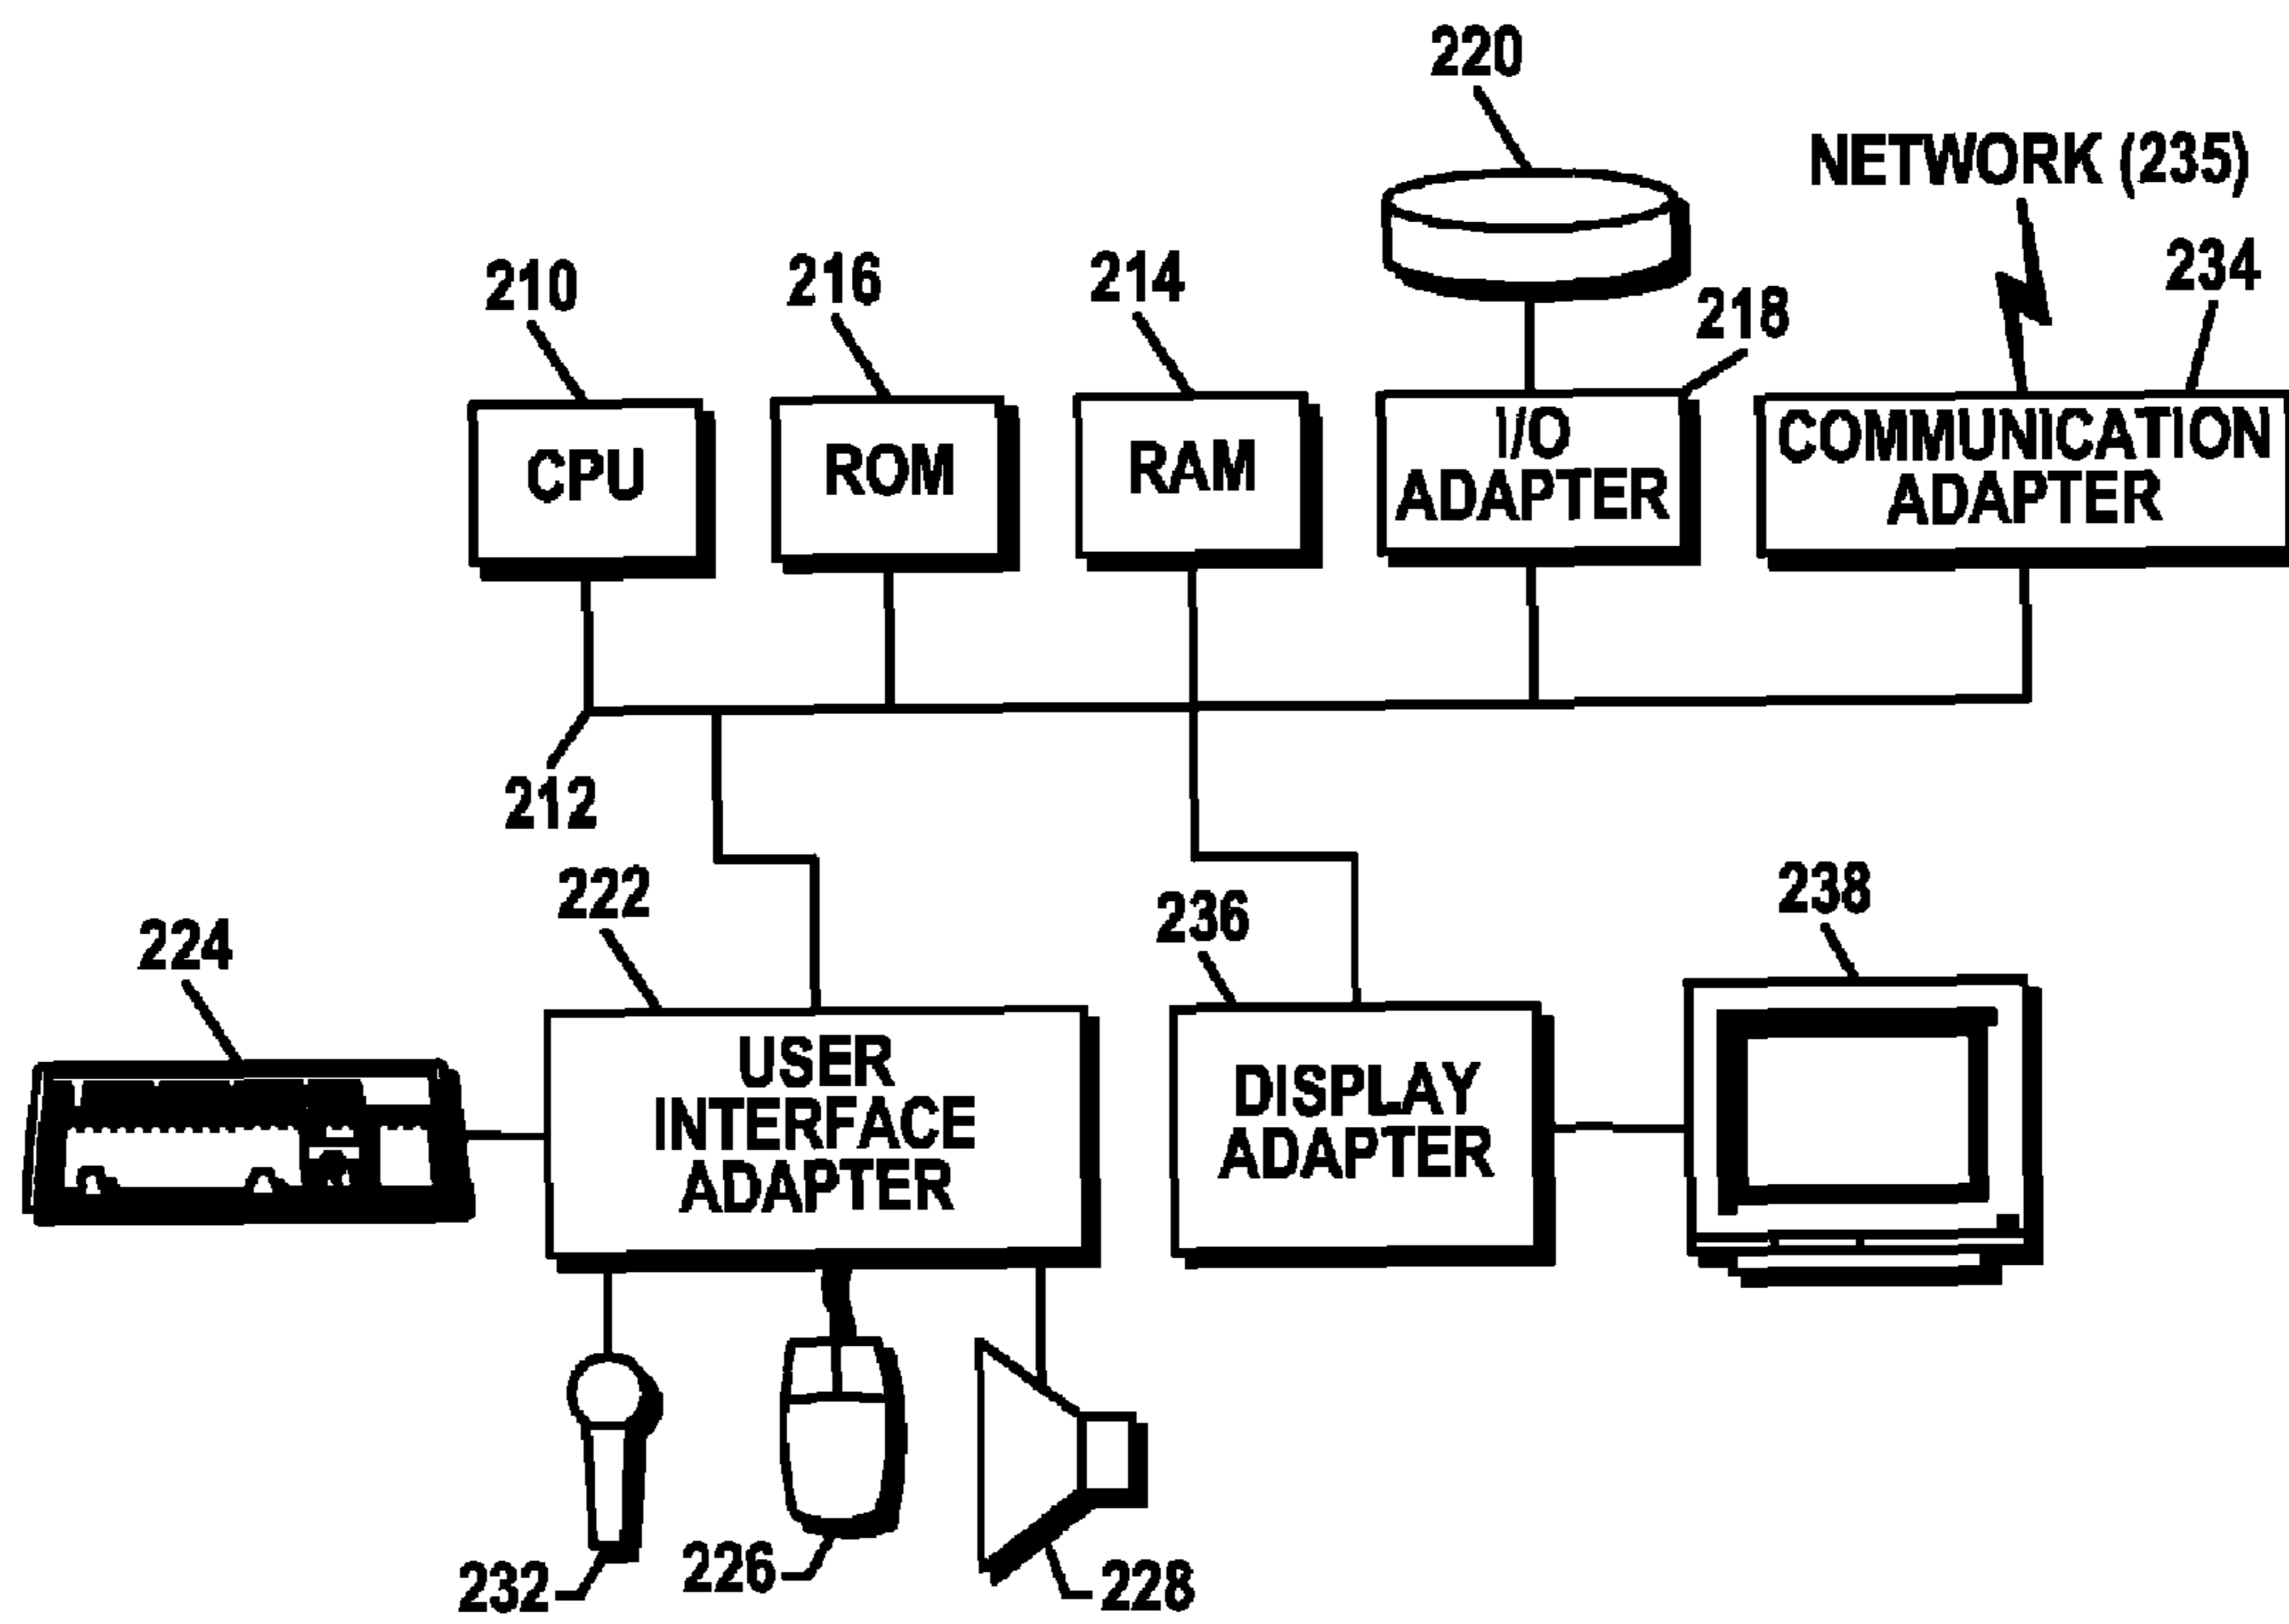 220
NETWORK (235)
234
210
216
214
218
CPU
ROM
RAM
I/O
ADAPTER
COMMUNICATION
ADAPTER
212
222
236
238
224
USER
INTERFACE
ADAPTER
DISPLAY
ADAPTER
232
226
228